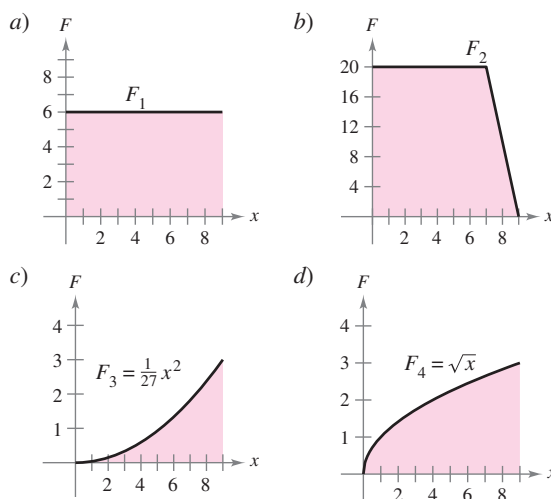 a) F
8
6
4
2
F₁
2 4 6 8 x
b) F
20
16
12
8
4
F₂
2 4 6 8 x
c) F
4
3
2
1
F₃ = 1/27 x²
2 4 6 8 x
d) F
4
3
2
1
F₄ = √x
2 4 6 8 x